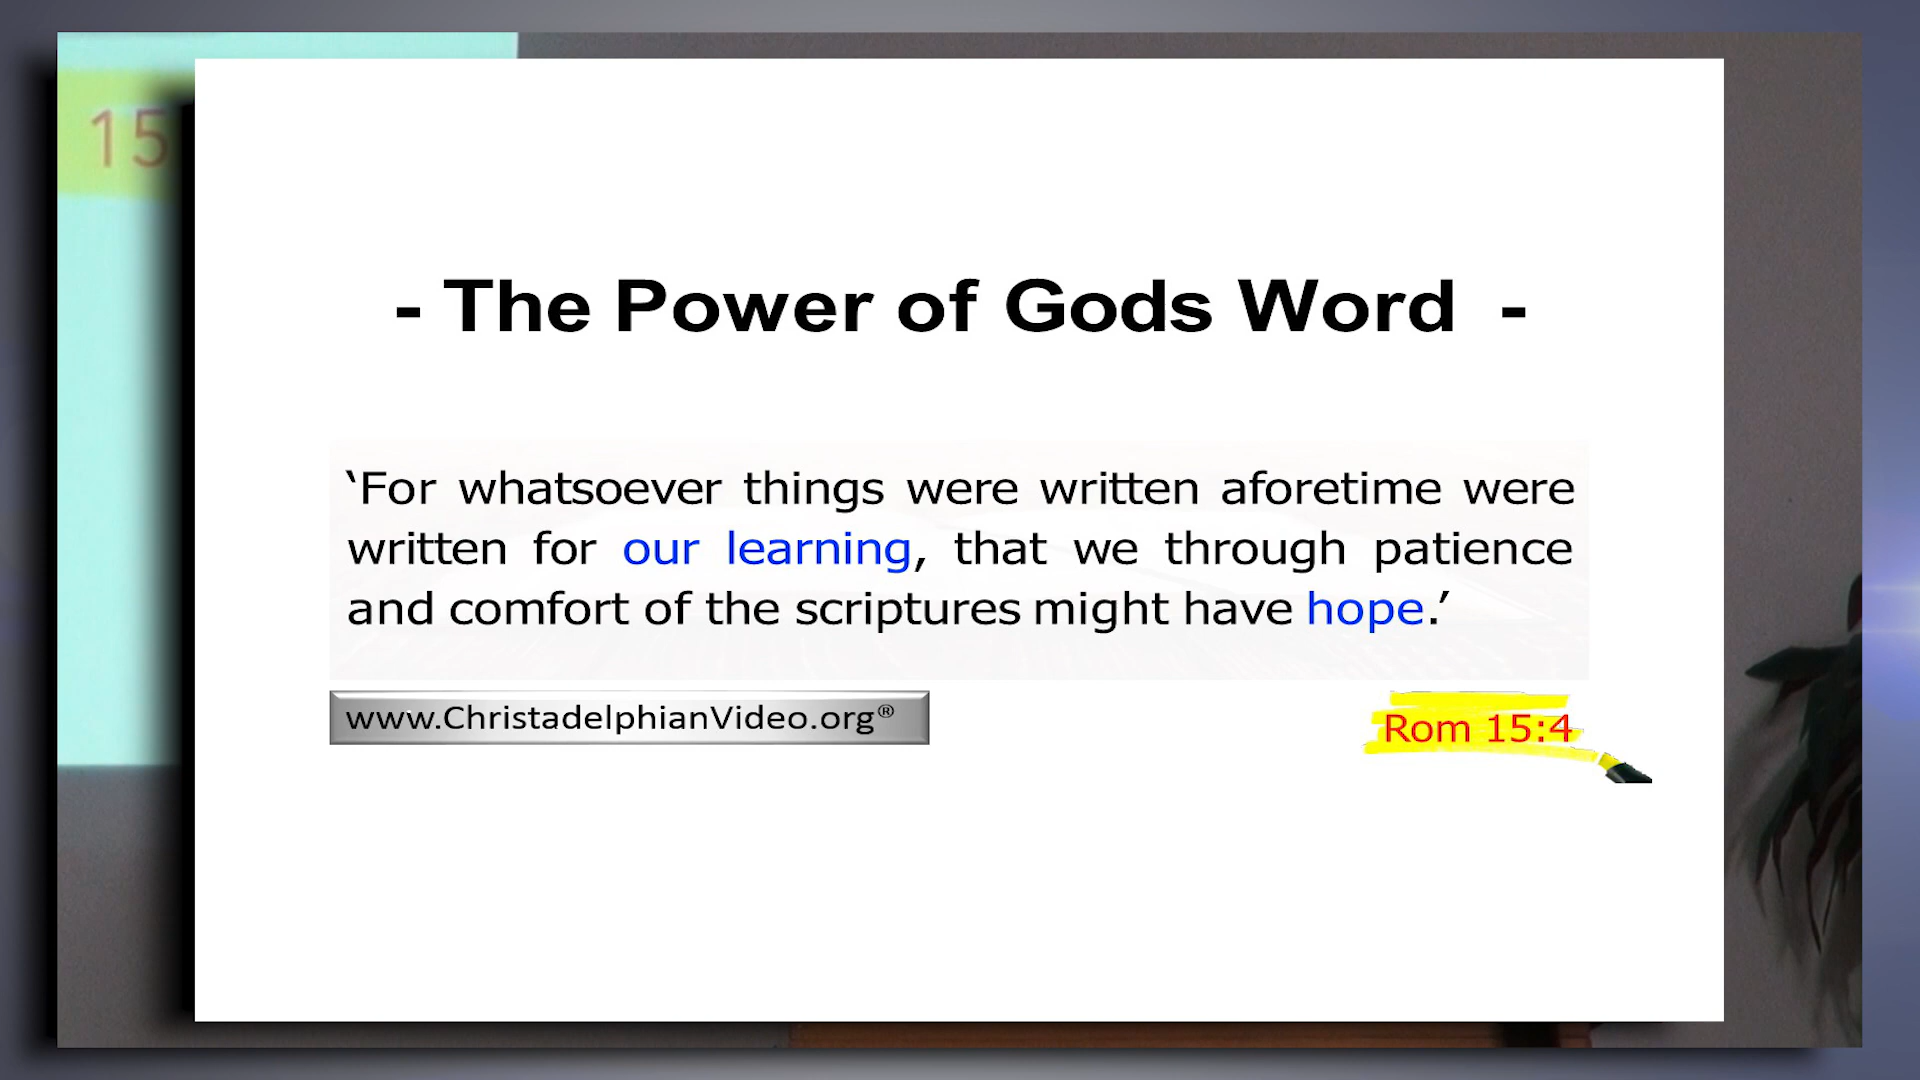 15
- The Power of Gods Word -
‘For whatsoever things were written aforetime were
written for our learning, that we through patience
and comfort of the scriptures might have hope.’
www.ChristadelphianVideo.org®
Rom 15:4